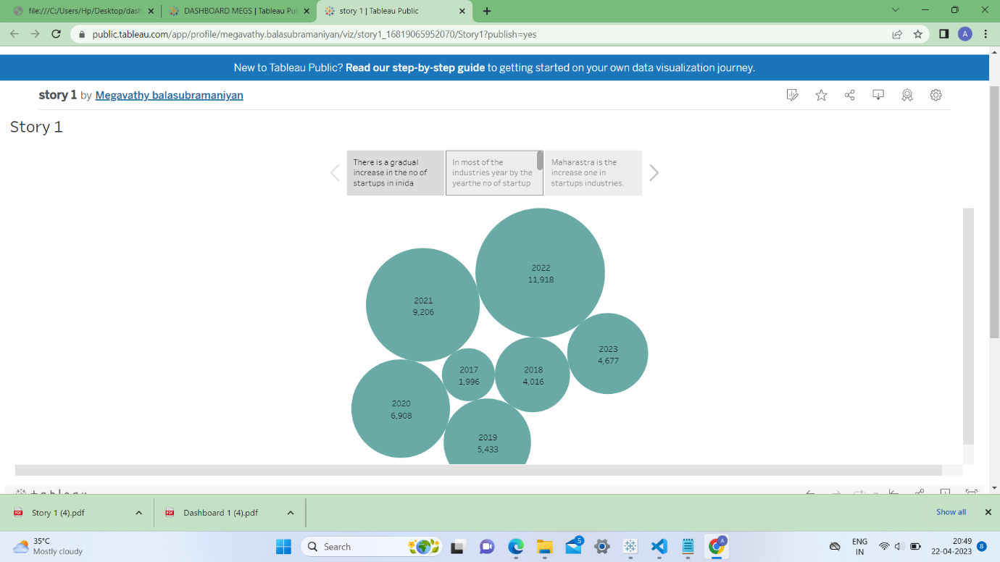 file:///C:/Users/Hp/Desktop/dash
DASHBOARD MEGS | Tableau Pul
story 1 | Tableau Public
public.tableau.com/app/profile/megavathy.balasubramaniyan/viz/story1_16819065952070/Story1?publish=yes
A
New to Tableau Public? Read our step-by-step guide to getting started on your own data visualization journey.
story 1 by Megavathy balasubramaniyan
Story 1
There is a gradual
increase in the no of
startups in inida
In most of the
industries year by the
yearthe no of startup
Maharastra is the
increase one in
startups industries.
2022
11,918
2021
9,206
2023
4,677
2017
1,996
2018
4,016
2020
6,908
2019
5,433
Story 1 (4).pdf
Dashboard 1 (4).pdf
Show all
35°C
Mostly cloudy
Search
5
A
ENG
IN
20:49
22-04-2023
8